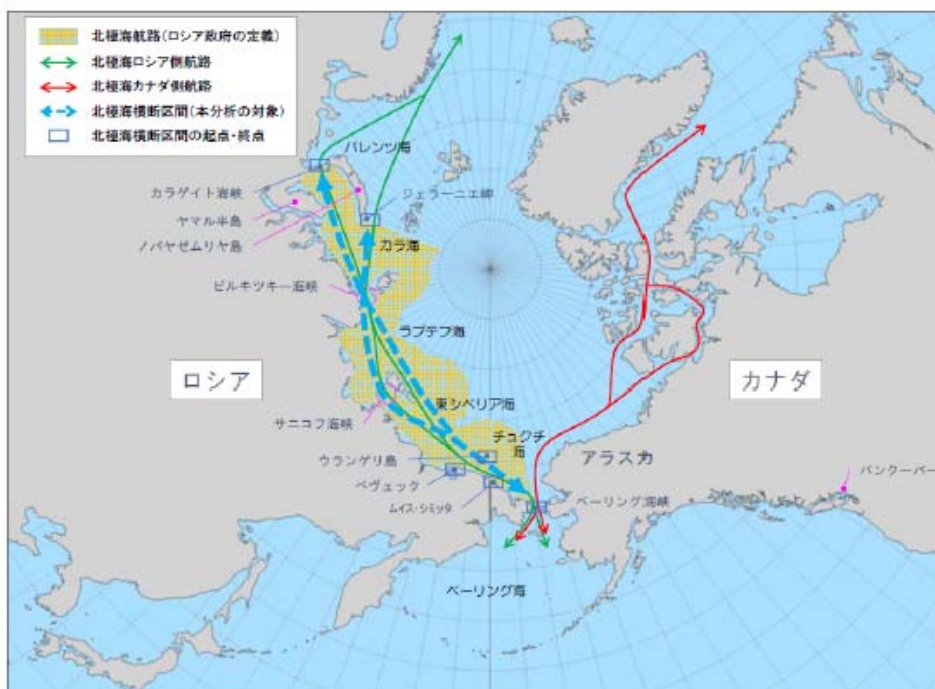 北極海航路(ロシア政府の定義)
北極海ロシア側航路
北極海カナダ側航路
北極海横断区間(本分析の対象)
北極海横断区間の起点・終点
バレンツ海
カラゲイト海峡
ジェラーニエ岬
ヤマル半島
ノバヤゼムリヤ島
カラ海
ビルキツキー海峡
ラプテフ海
ロシア
カナダ
東シベリア海
サニコフ海峡
チュクチ
海
ウランゲリ島
アラスカ
ペヴェック
バンクーバー
ムイス・シミッタ
ベーリング海峡
ベーリング海